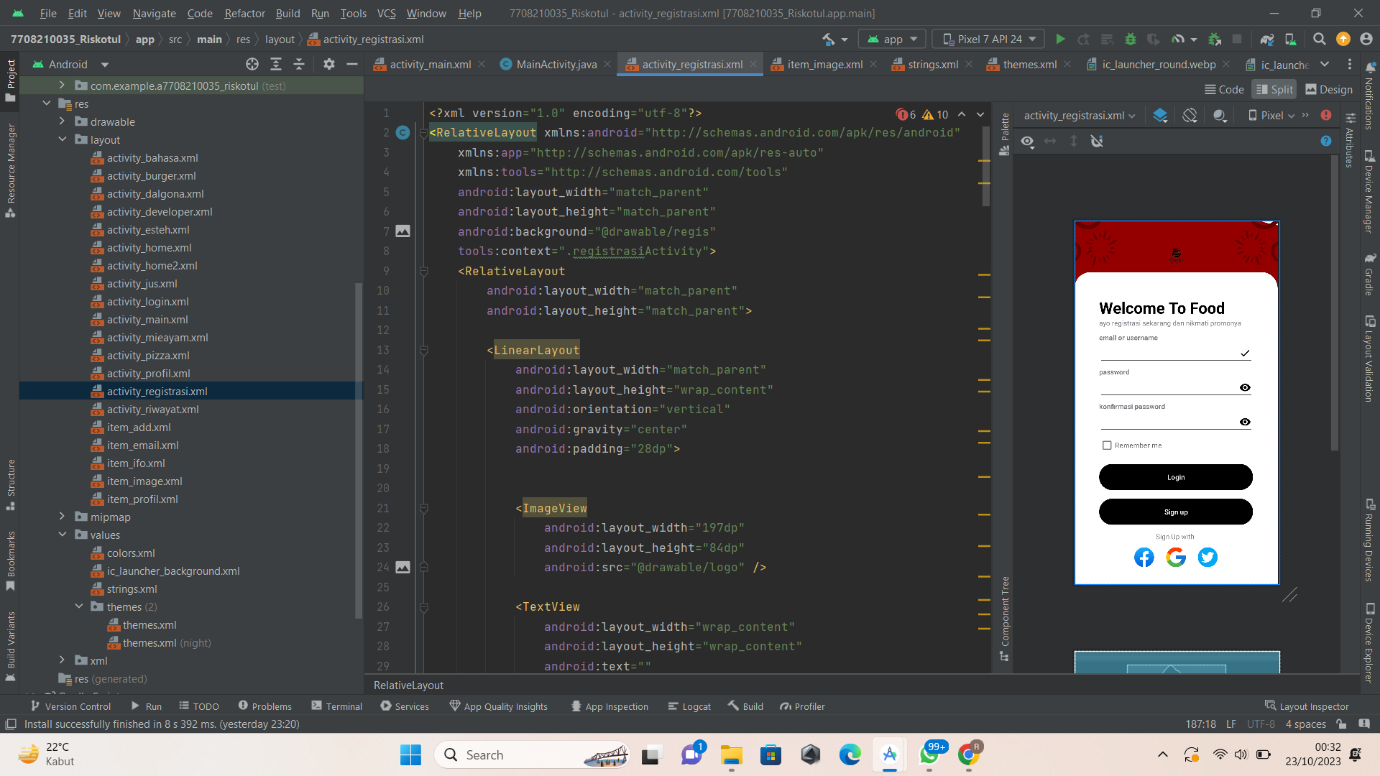 File Edit View Navigate Code Refactor Build Run Tools VCS Window Help 7708210035_Riskotul - activity_registrasi.xml [7708210035_Riskotul.app.main]
7708210035_Riskotul app src main res layout activity_registrasi.xml app Pixel 7 API 24
Android activity_main.xml MainActivity.java activity_registrasi.xml item_image.xml strings.xml themes.xml ic_launcher_round.webp
Code Split Design
Project
Resource Manager
Structure
Bookmarks
Build Variants
com.example.a7708210035_riskotul (test)
res
drawable
layout
activity_bahasa.xml
activity_burger.xml
activity_dalgona.xml
activity_developer.xml
activity_esteh.xml
activity_home.xml
activity_home2.xml
activity_jus.xml
activity_login.xml
activity_main.xml
activity_mieayam.xml
activity_pizza.xml
activity_profil.xml
activity_registrasi.xml
activity_riwayat.xml
item_add.xml
item_email.xml
item_ifo.xml
item_image.xml
item_profil.xml
mipmap
values
colors.xml
ic_launcher_background.xml
strings.xml
themes (2)
themes.xml
themes.xml (night)
xml
res (generated)
1 <?xml version="1.0" encoding="utf-8"?> 6 10
2 <RelativeLayout xmlns:android="http://schemas.android.com/apk/res/android"
3 xmlns:app="http://schemas.android.com/apk/res-auto"
4 xmlns:tools="http://schemas.android.com/tools"
5 android:layout_width="match_parent"
6 android:layout_height="match_parent"
7 android:background="@drawable/regis"
8 tools:context=".registrasiActivity">
9 <RelativeLayout
10 android:layout_width="match_parent"
11 android:layout_height="match_parent">
12
13 <LinearLayout
14 android:layout_width="match_parent"
15 android:layout_height="wrap_content"
16 android:orientation="vertical"
17 android:gravity="center"
18 android:padding="28dp">
19
20
21 <ImageView
22 android:layout_width="197dp"
23 android:layout_height="84dp"
24 android:src="@drawable/logo" />
25
26 <TextView
27 android:layout_width="wrap_content"
28 android:layout_height="wrap_content"
29 android:text=""
RelativeLayout
Palette
Component Tree
activity_registrasi.xml Pixel
Welcome To Food
ayo registrasi sekarang dan nikmati promonya
email or username
password
konfirmasi password
Remember me
Login
Sign up
Sign Up with
Attributes
Notifications
Device Manager
Gradle
Layout Validation
Running Devices
Device Explorer
Version Control Run TODO Problems Terminal Services App Quality Insights App Inspection Logcat Build Profiler Layout Inspector
Install successfully finished in 8 s 392 ms. (yesterday 23:20) 187:18 LF UTF-8 4 spaces
22°C
Kabut
Search
1
99+
R
00:32
23/10/2023